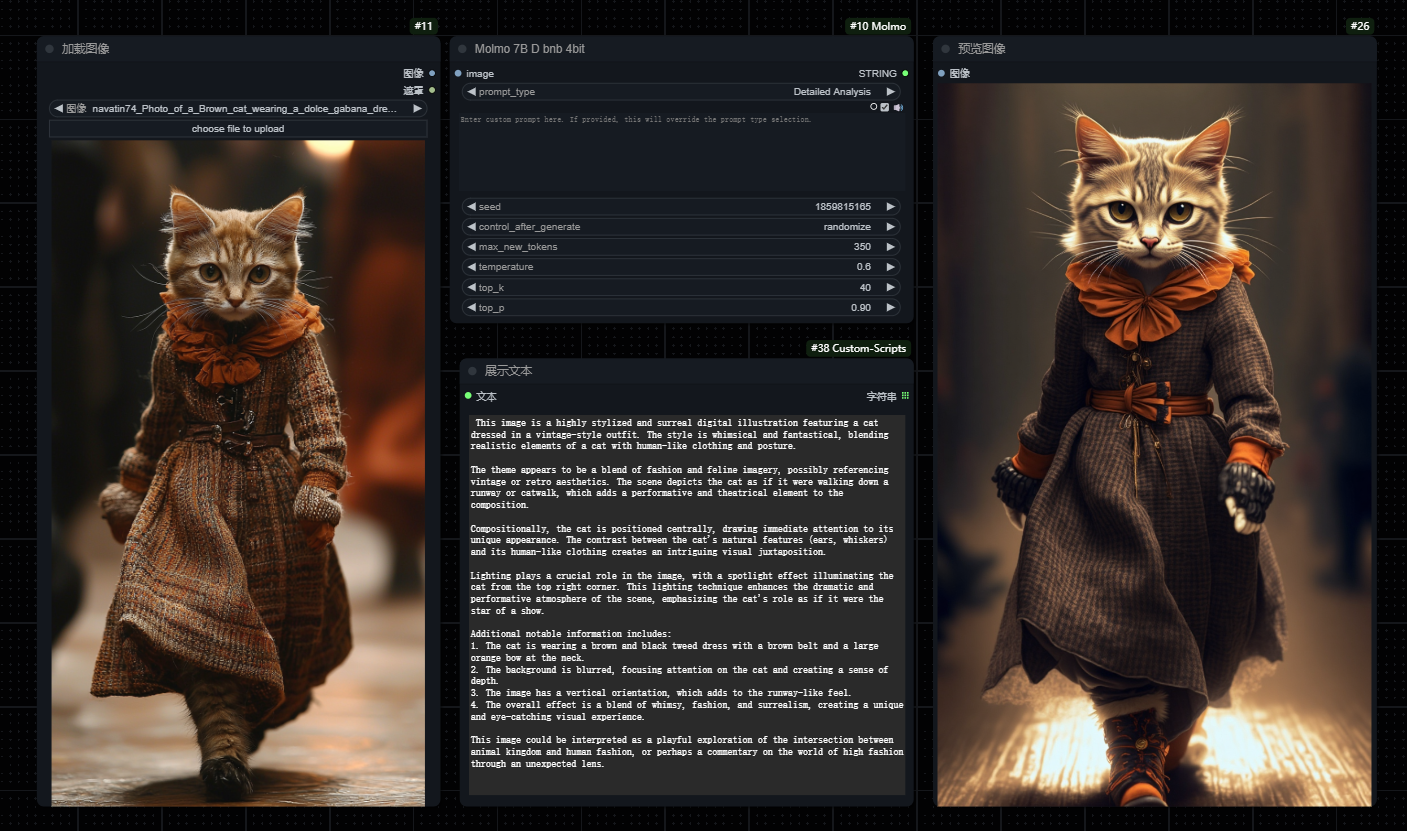 #11
加载图像
图像
遮罩
图像 navatin74_Photo_of_a_Brown_cat_wearing_a_dolce_gabana_dre...
choose file to upload
#10 Molmo
Molmo 7B D bnb 4bit
image STRING
prompt_type Detailed Analysis
Enter custom prompt here. If provided, this will override the prompt type selection.
seed 1859815165
control_after_generate randomize
max_new_tokens 350
temperature 0.6
top_k 40
top_p 0.90
#38 Custom-Scripts
展示文本
文本 字符串
This image is a highly stylized and surreal digital illustration featuring a cat
dressed in a vintage-style outfit. The style is whimsical and fantastical, blending
realistic elements of a cat with human-like clothing and posture.
The theme appears to be a blend of fashion and feline imagery, possibly referencing
vintage or retro aesthetics. The scene depicts the cat as if it were walking down a
runway or catwalk, which adds a performative and theatrical element to the
composition.
Compositionally, the cat is positioned centrally, drawing immediate attention to its
unique appearance. The contrast between the cat's natural features (ears, whiskers)
and its human-like clothing creates an intriguing visual juxtaposition.
Lighting plays a crucial role in the image, with a spotlight effect illuminating the
cat from the top right corner. This lighting technique enhances the dramatic and
performative atmosphere of the scene, emphasizing the cat's role as if it were the
star of a show.
Additional notable information includes:
1. The cat is wearing a brown and black tweed dress with a brown belt and a large
orange bow at the neck.
2. The background is blurred, focusing attention on the cat and creating a sense of
depth.
3. The image has a vertical orientation, which adds to the runway-like feel.
4. The overall effect is a blend of whimsy, fashion, and surrealism, creating a unique
and eye-catching visual experience.
This image could be interpreted as a playful exploration of the intersection between
animal kingdom and human fashion, or perhaps a commentary on the world of high fashion
through an unexpected lens.
#26
预览图像
图像